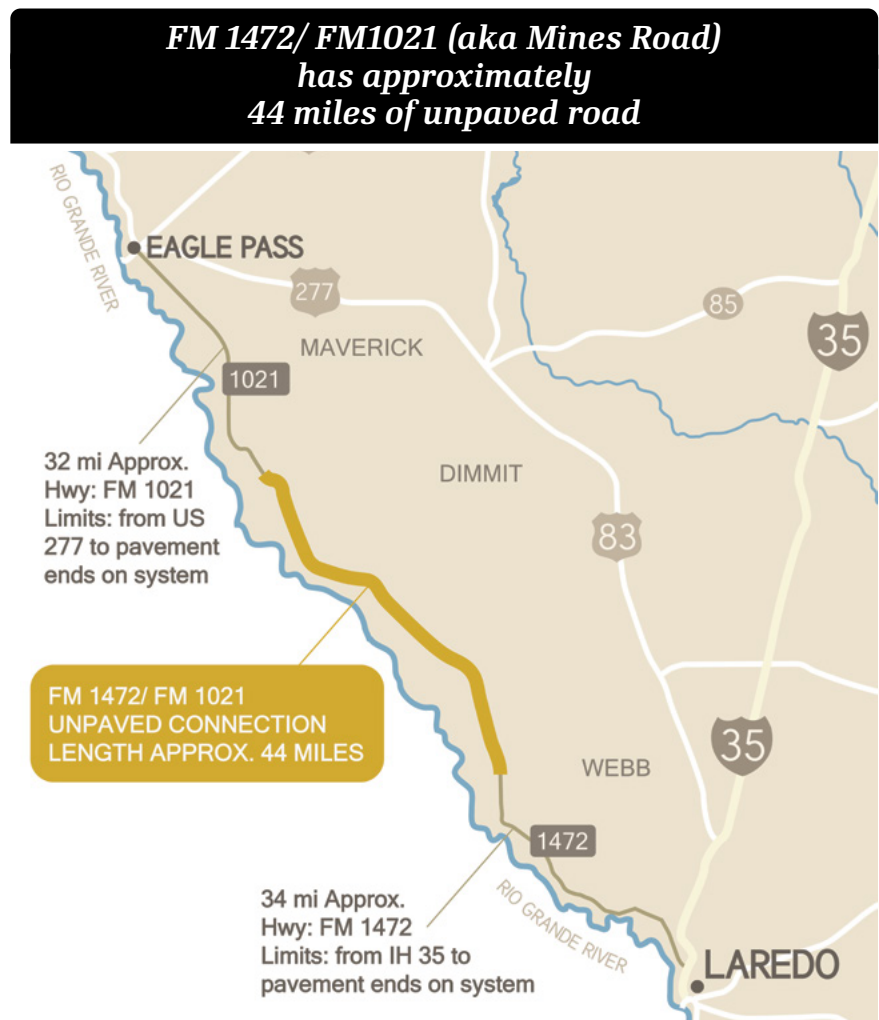 FM 1472/ FM1021 (aka Mines Road)
has approximately
44 miles of unpaved road
RIO GRANDE RIVER
EAGLE PASS
277
85
35
MAVERICK
1021
32 mi Approx.
Hwy: FM 1021
Limits: from US
277 to pavement
ends on system
DIMMIT
83
FM 1472/ FM 1021
UNPAVED CONNECTION
LENGTH APPROX. 44 MILES
35
WEBB
1472
34 mi Approx.
Hwy: FM 1472
Limits: from IH 35 to
pavement ends on system
RIO GRANDE RIVER
LAREDO